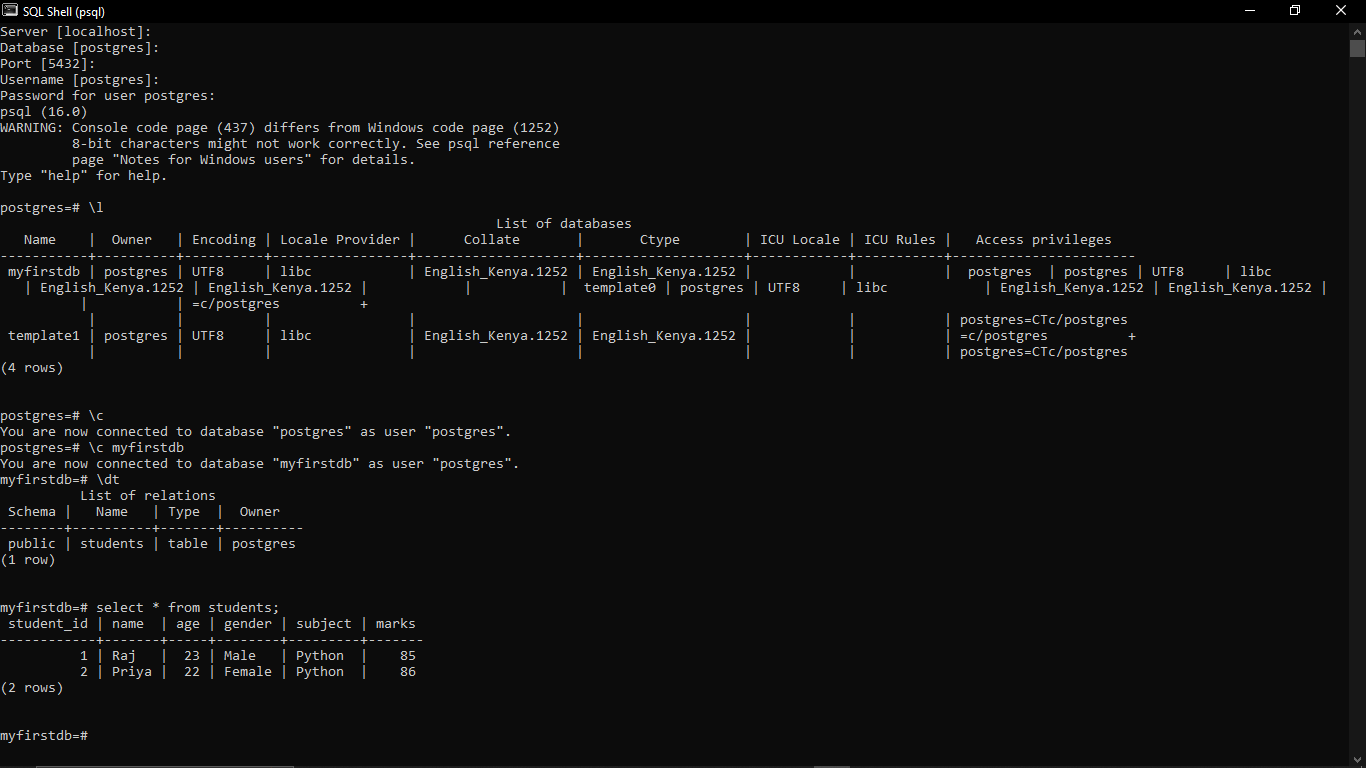 SQL Shell (psql)
Server [localhost]:
Database [postgres]:
Port [5432]:
Username [postgres]:
Password for user postgres:
psql (16.0)
WARNING: Console code page (437) differs from Windows code page (1252)
         8-bit characters might not work correctly. See psql reference
         page "Notes for Windows users" for details.
Type "help" for help.

postgres=# \l
                                                              List of databases
   Name    |  Owner   | Encoding | Locale Provider |      Collate       |       Ctype        | ICU Locale | ICU Rules |   Access privileges
-----------+----------+----------+-----------------+--------------------+--------------------+------------+-----------+-----------------------
 myfirstdb | postgres | UTF8     | libc            | English_Kenya.1252 | English_Kenya.1252 |            |           |  postgres  | postgres | UTF8     | libc
   | English_Kenya.1252 | English_Kenya.1252 |            |           |  template0 | postgres | UTF8     | libc            | English_Kenya.1252 | English_Kenya.1252 |
          |           | =c/postgres          +
           |          |          |                 |                    |                    |            |           | postgres=CTc/postgres
 template1 | postgres | UTF8     | libc            | English_Kenya.1252 | English_Kenya.1252 |            |           | =c/postgres          +
           |          |          |                 |                    |                    |            |           | postgres=CTc/postgres
(4 rows)

postgres=# \c
You are now connected to database "postgres" as user "postgres".
postgres=# \c myfirstdb
You are now connected to database "myfirstdb" as user "postgres".
myfirstdb=# \dt
          List of relations
 Schema |   Name   | Type  |  Owner
--------+----------+-------+----------
 public | students | table | postgres
(1 row)

myfirstdb=# select * from students;
 student_id | name  | age | gender | subject | marks
------------+-------+-----+--------+---------+-------
          1 | Raj   |  23 | Male   | Python  |    85
          2 | Priya |  22 | Female | Python  |    86
(2 rows)

myfirstdb=#